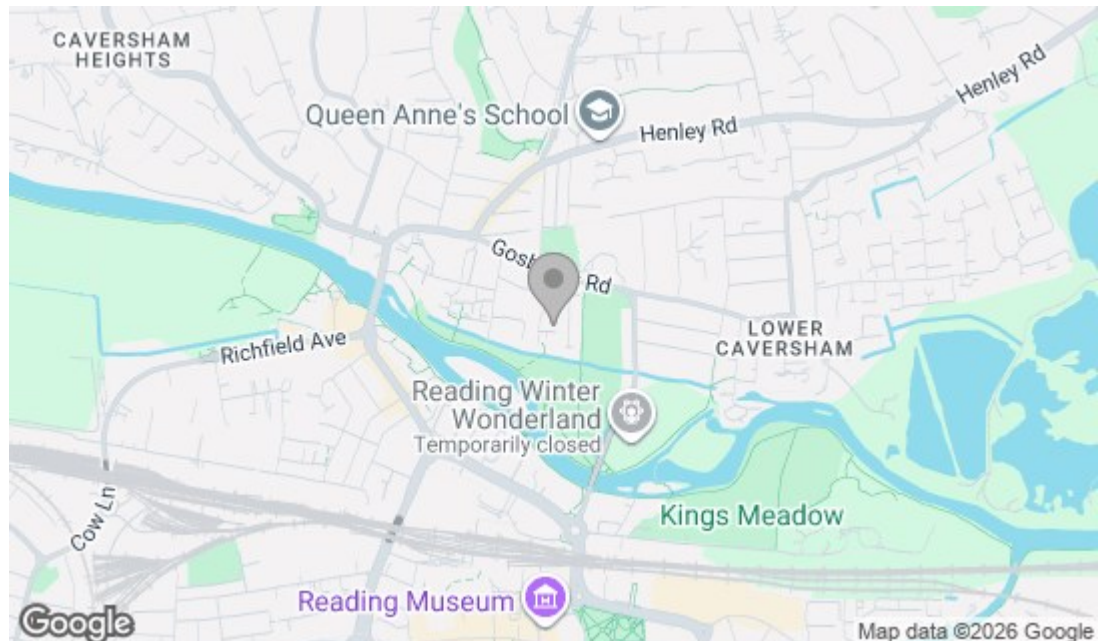 CAVERSHAM
HEIGHTS
Henley Rd
Queen Anne's School
Henley Rd
Rd
LOWER
CAVERSHAM
Richfield Ave
Reading Winter
Wonderland
Temporarily closed
Cow Ln
Kings Meadow
Reading Museum
Google
Map data ©2026 Google